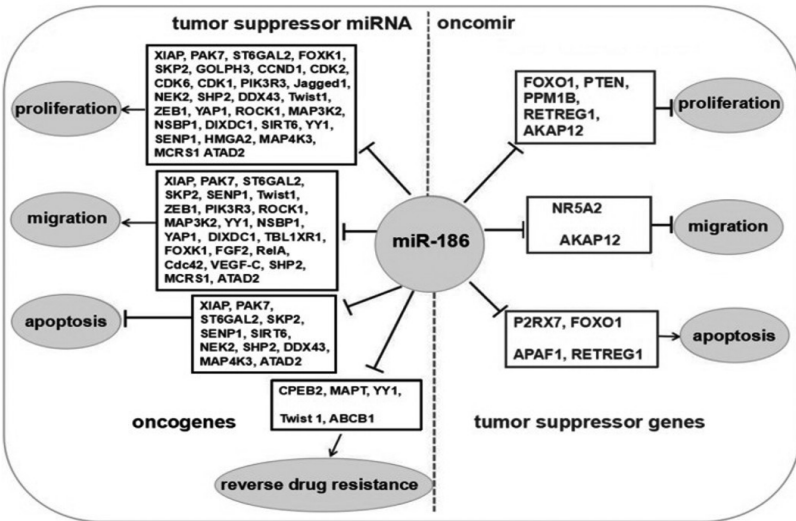 tumor suppressor miRNA
oncomir
proliferation
XIAP, PAK7, ST6GAL2, FOXK1,
SKP2, GOLPH3, CCND1, CDK2,
CDK6, CDK1, PIK3R3, Jagged1,
NEK2, SHP2, DDX43, Twist1,
ZEB1, YAP1, ROCK1, MAP3K2,
NSBP1, DIXDC1, SIRT6, YY1,
SENP1, HMGA2, MAP4K3,
MCRS1 ATAD2
FOXO1, PTEN,
PPM1B,
RETREG1,
AKAP12
proliferation
migration
XIAP, PAK7, ST6GAL2,
SKP2, SENP1, Twist1,
ZEB1, PIK3R3, ROCK1,
MAP3K2, YY1, NSBP1,
YAP1, DIXDC1, TBL1XR1,
FOXK1, FGF2, RelA,
Cdc42, VEGF-C, SHP2,
MCRS1, ATAD2
miR-186
NR5A2
AKAP12
migration
apoptosis
XIAP, PAK7,
ST6GAL2, SKP2,
SENP1, SIRT6,
NEK2, SHP2, DDX43,
MAP4K3, ATAD2
P2RX7, FOXO1
APAF1, RETREG1
apoptosis
CPEB2, MAPT, YY1,
Twist 1, ABCB1
oncogenes
tumor suppressor genes
reverse drug resistance